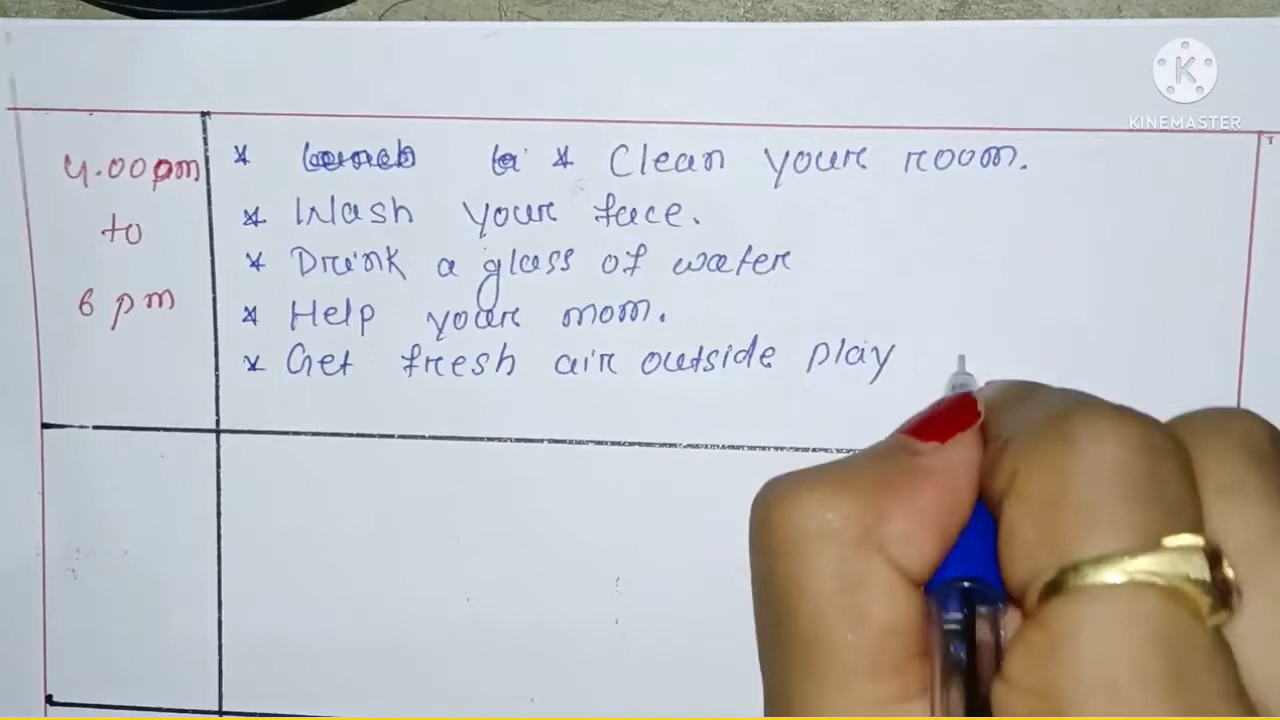 KINEMASTER
4.00pm
to
6 pm
* * Clean your room.
* Wash your face.
* Drink a glass of water
* Help your mom.
* Get fresh air outside play